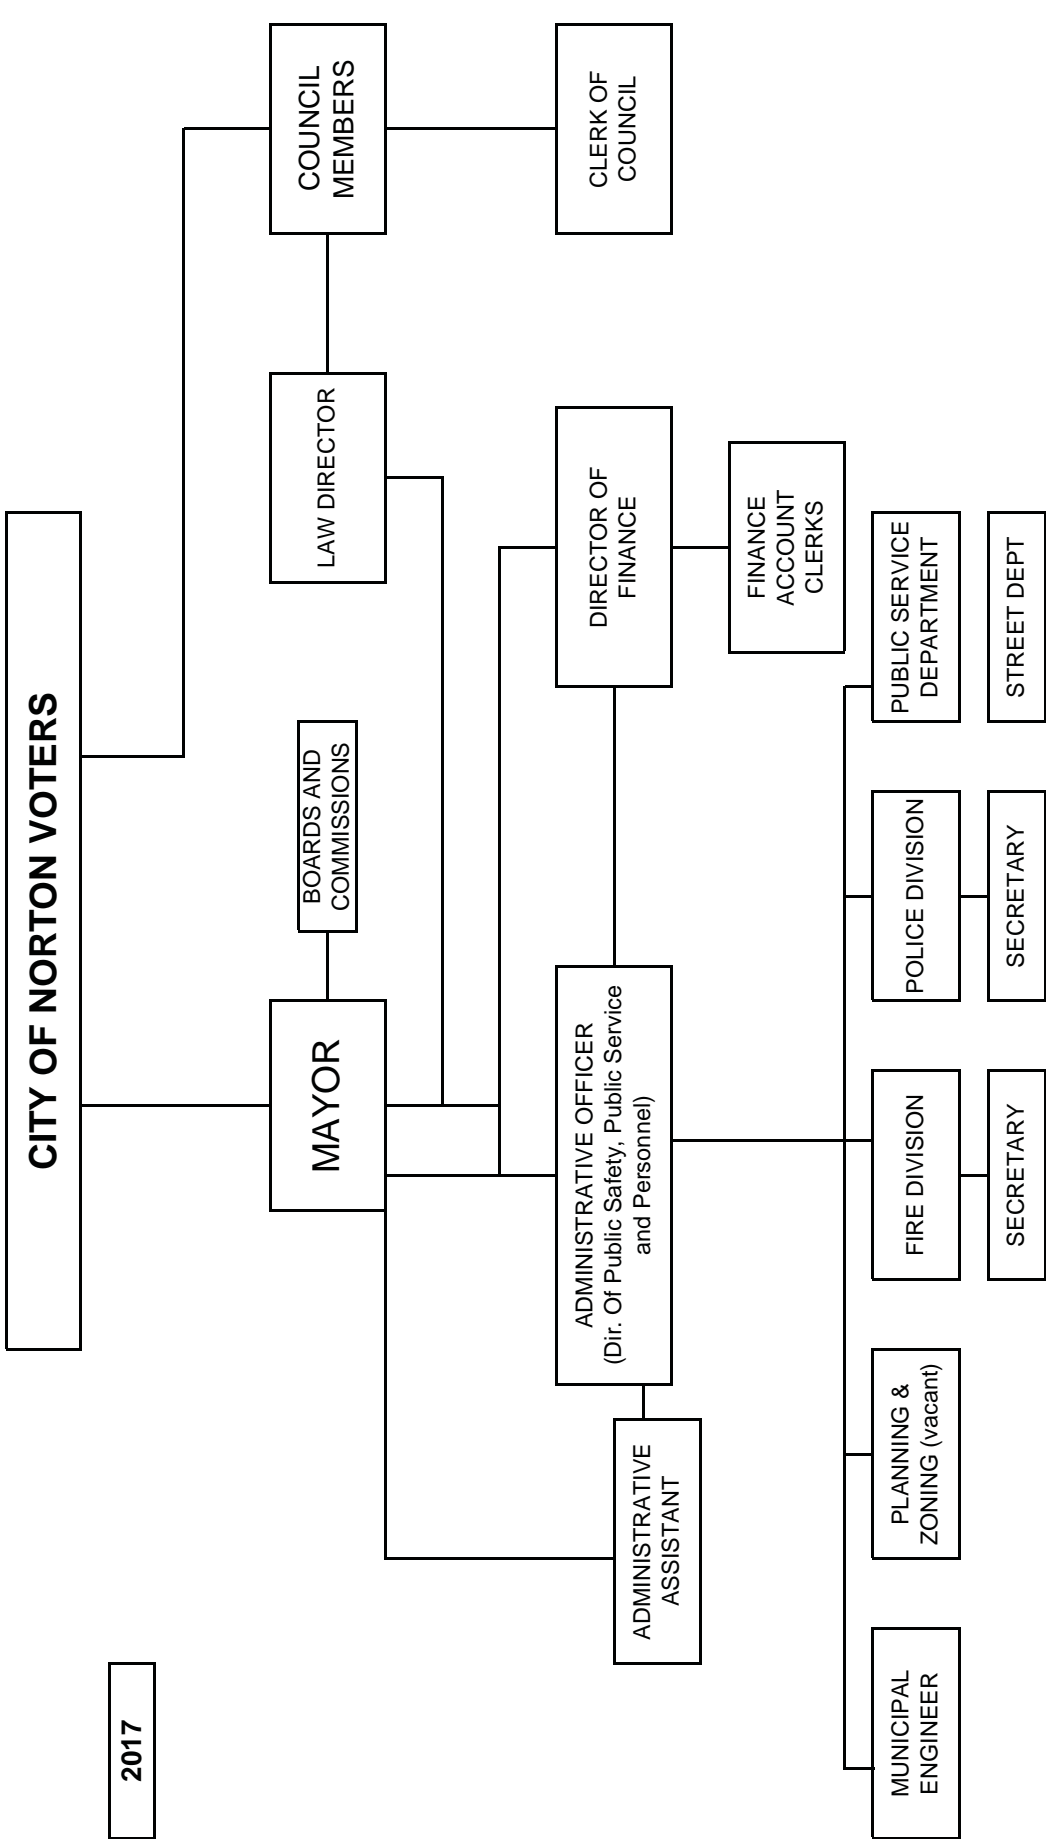 CITY OF NORTON VOTERS
2017
MAYOR
BOARDS AND
COMMISSIONS
LAW DIRECTOR
COUNCIL
MEMBERS
ADMINISTRATIVE
ASSISTANT
ADMINISTRATIVE OFFICER
(Dir. Of Public Safety, Public Service
and Personnel)
DIRECTOR OF
FINANCE
CLERK OF
COUNCIL
FINANCE
ACCOUNT
CLERKS
MUNICIPAL
ENGINEER
PLANNING &
ZONING (vacant)
FIRE DIVISION
POLICE DIVISION
PUBLIC SERVICE
DEPARTMENT
SECRETARY
SECRETARY
STREET DEPT